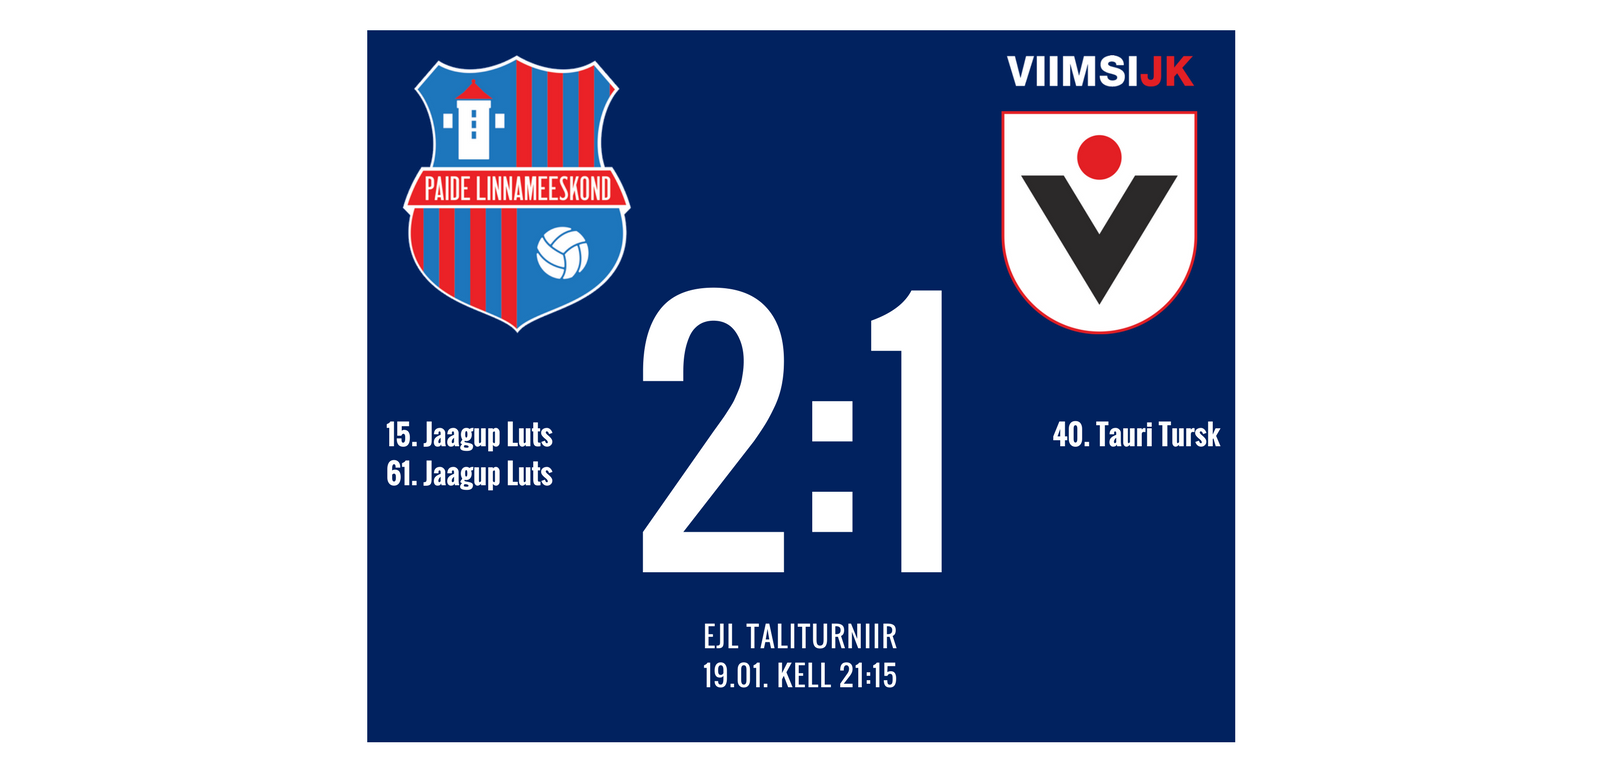 VIIMSIJK
PAIDE LINNAMEESKOND
2:1
15. Jaagup Luts
61. Jaagup Luts
40. Tauri Tursk
EJL TALITURNIIR
19.01. KELL 21:15